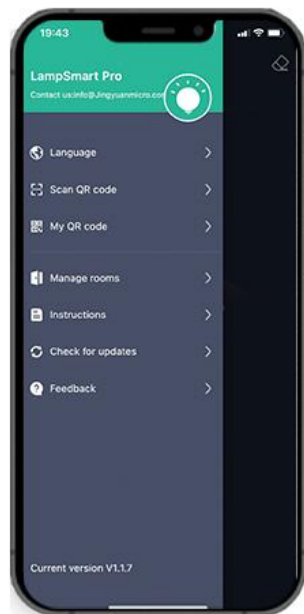 19:43
LampSmart Pro
Contact us:info@Jingyuanmicro.com
Language
Scan QR code
My QR code
Manage rooms
Instructions
Check for updates
Feedback
Current version V1.1.7